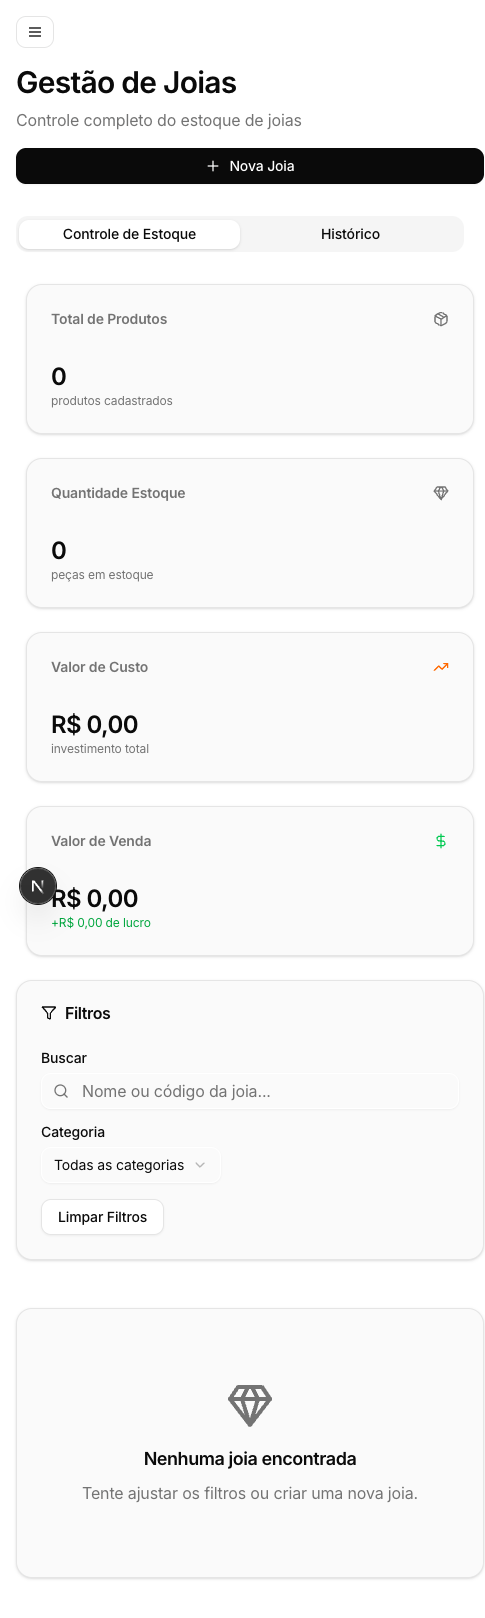 Gestão de Joias
Controle completo do estoque de joias
Nova Joia
Controle de Estoque
Histórico
Total de Produtos
0
produtos cadastrados
Quantidade Estoque
0
peças em estoque
Valor de Custo
R$ 0,00
investimento total
Valor de Venda
N
R$ 0,00
+R$ 0,00 de lucro
Filtros
Buscar
Nome ou código da joia...
Categoria
Todas as categorias
Limpar Filtros
Nenhuma joia encontrada
Tente ajustar os filtros ou criar uma nova joia.